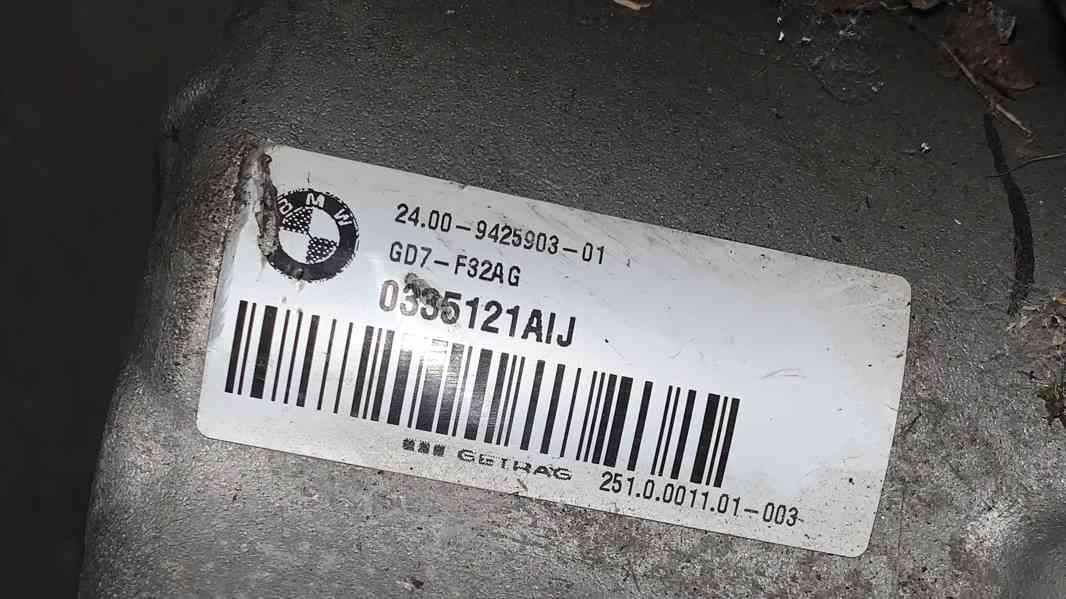 BMW
24.00-9425903-01
GD7-F32AG
0335121AIJ
GETRAG
251.0.0011.01-003